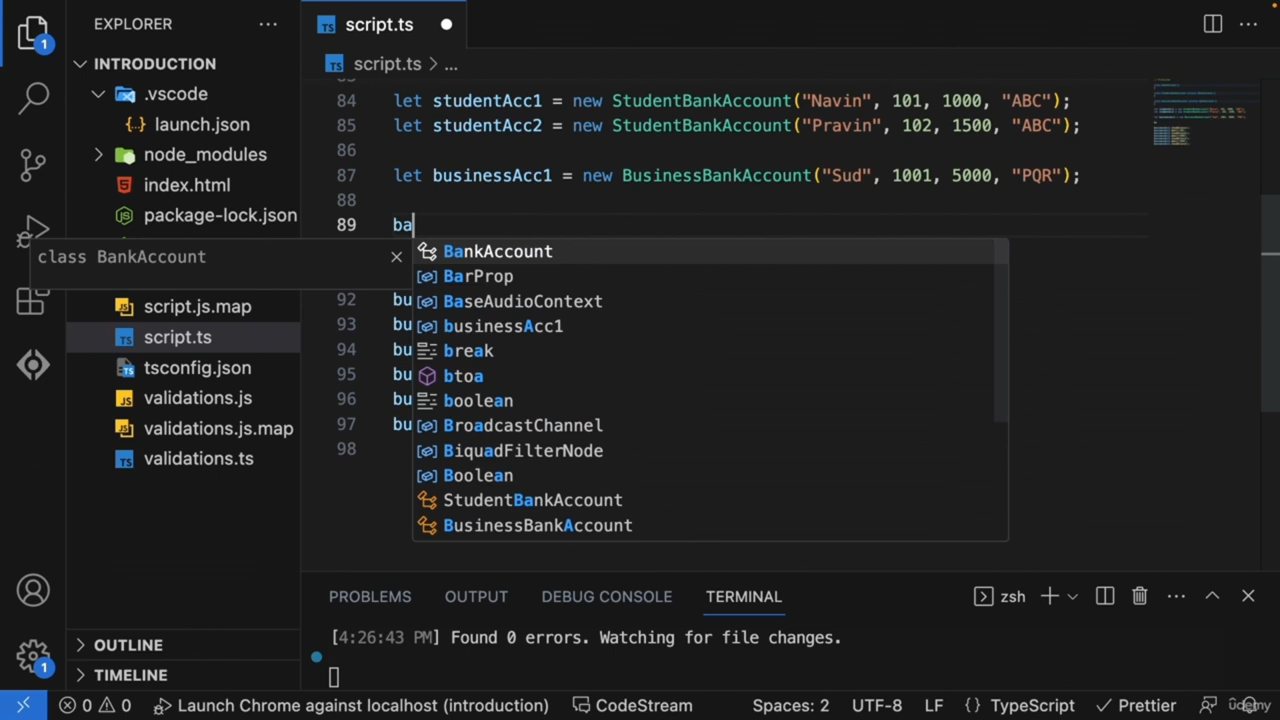 EXPLORER
script.ts
1
INTRODUCTION
script.ts > ...
.vscode
84 let studentAcc1 = new StudentBankAccount("Navin", 101, 1000, "ABC");
launch.json
85 let studentAcc2 = new StudentBankAccount("Pravin", 102, 1500, "ABC");
node_modules
86
index.html
87 let businessAcc1 = new BusinessBankAccount("Sud", 1001, 5000, "PQR");
package-lock.json
88
89 ba
class BankAccount
BankAccount
BarProp
script.js.map
92 bu
BaseAudioContext
script.ts
93 bu
businessAcc1
tsconfig.json
94 bu
break
validations.js
95 bu
btoa
validations.js.map
96 bu
boolean
validations.ts
97 bu
BroadcastChannel
98
BiquadFilterNode
Boolean
StudentBankAccount
BusinessBankAccount
PROBLEMS OUTPUT DEBUG CONSOLE TERMINAL zsh
[4:26:43 PM] Found 0 errors. Watching for file changes.
OUTLINE
1
TIMELINE
0 0 Launch Chrome against localhost (introduction) CodeStream Spaces: 2 UTF-8 LF {} TypeScript Prettier
udemy